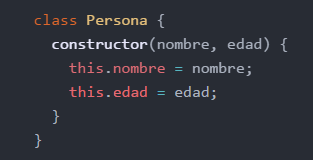 class Persona {
  constructor(nombre, edad) {
    this.nombre = nombre;
    this.edad = edad;
  }
}